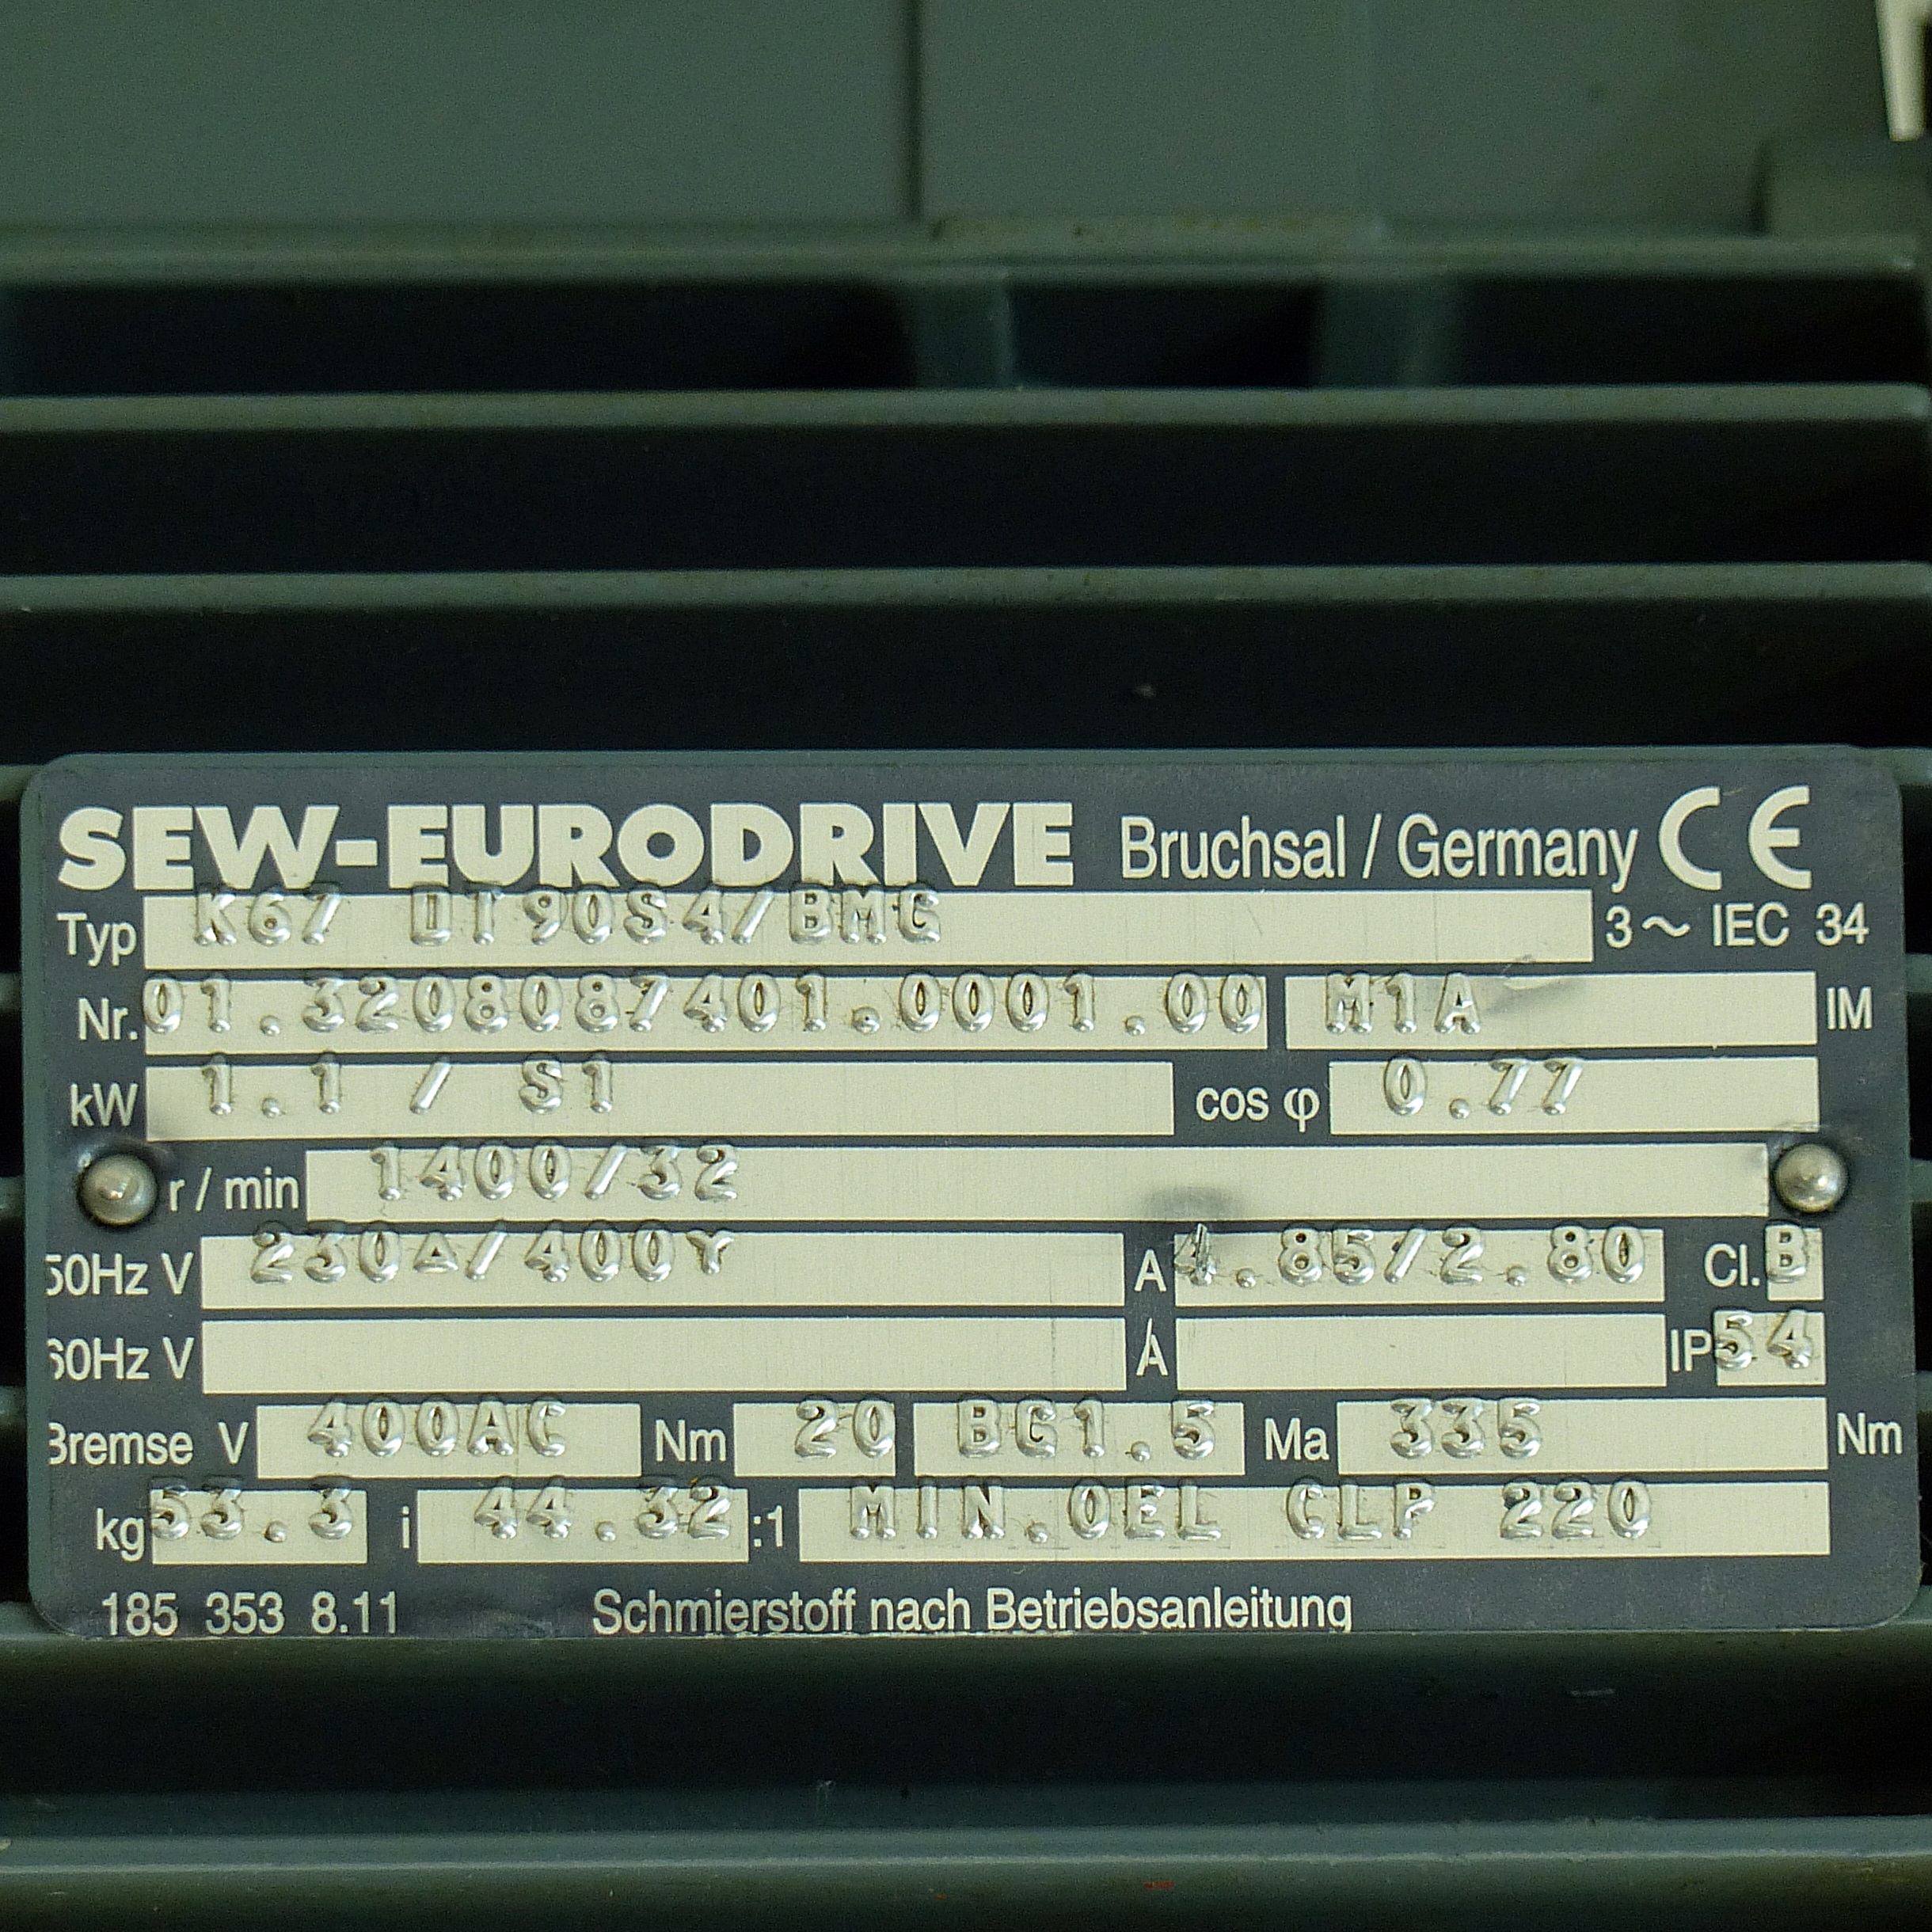 SEW-EURODRIVE Bruchsal / Germany CE
Typ K67 DT90S4/BMG 3~ IEC 34
Nr. 01.3208087401.0001.00 M1A IM
kW 1.1 / S1 cos φ 0.77
r / min 1400/32
50Hz V 230△/400Y A 4.85/2.80 Cl. B
60Hz V A IP 54
Bremse V 400AC Nm 20 BG1.5 Ma 335 Nm
kg 53.3 i 44.32 :1 MIN.OEL CLP 220
185 353 8.11 Schmierstoff nach Betriebsanleitung